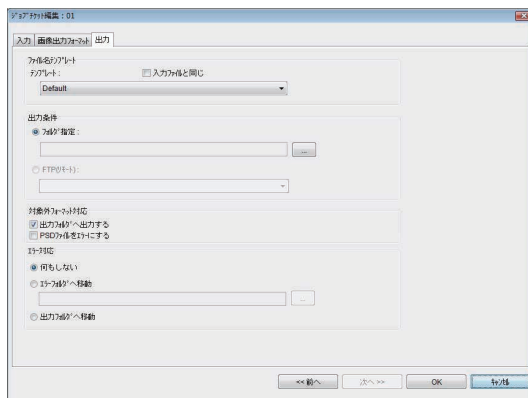 ｼﾞｮﾌﾞﾁｹｯﾄ編集 : 01
入力 画像出力ﾌｫｰﾏｯﾄ 出力
ﾌｧｲﾙ名ﾃﾝﾌﾟﾚｰﾄ
ﾃﾝﾌﾟﾚｰﾄ : 入力ﾌｧｲﾙと同じ
Default
出力条件
ﾌｫﾙﾀﾞ指定 :
...
FTP(ﾘﾓｰﾄ) :
対象外ﾌｫｰﾏｯﾄ対応
出力ﾌｫﾙﾀﾞへ出力する
PSDﾌｧｲﾙをｴﾗｰにする
ｴﾗｰ対応
何もしない
ｴﾗｰﾌｫﾙﾀﾞへ移動
...
出力ﾌｫﾙﾀﾞへ移動
<< 前へ 次へ >> OK ｷｬﾝｾﾙ